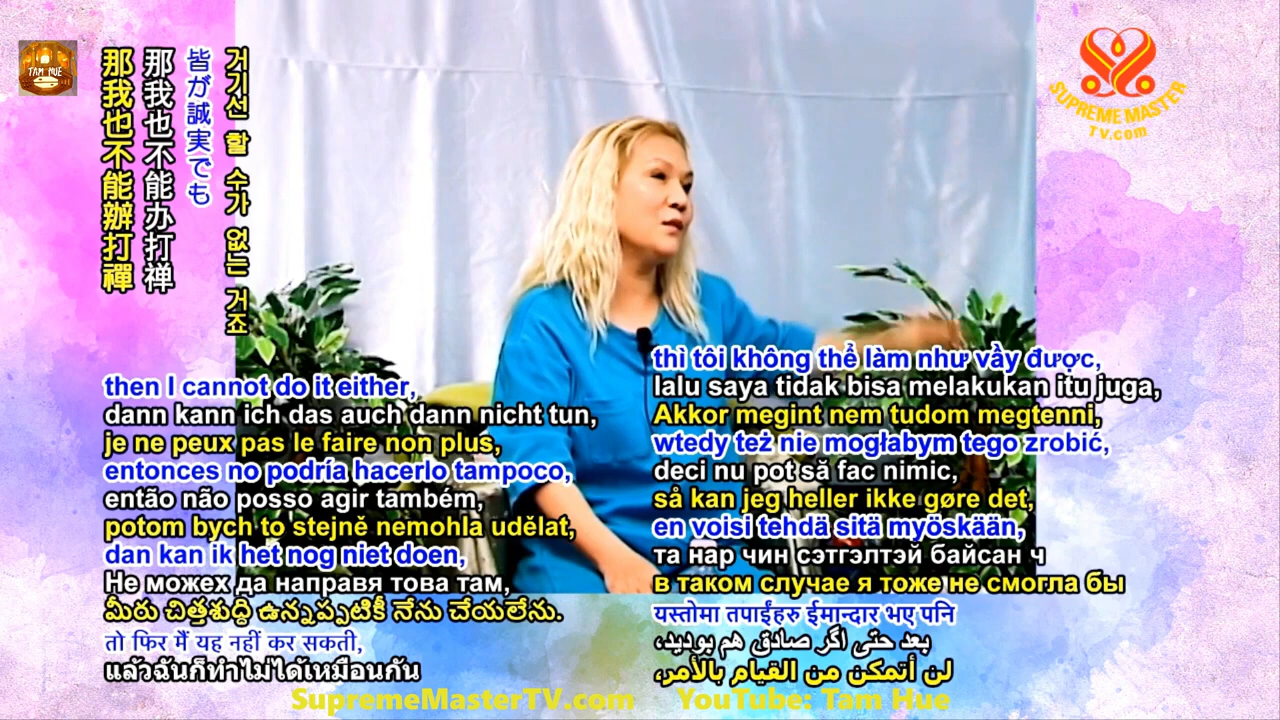 TAM HUE
SUPREME MASTER
TV.com
那我也不能辦打禪
那我也不能办打禅
皆が誠実でも
거기선 할 수가 없는 거죠
then I cannot do it either,
dann kann ich das auch dann nicht tun,
je ne peux pas le faire non plus,
entonces no podría hacerlo tampoco,
então não posso agir também,
potom bych to stejně nemohla udělat,
dan kan ik het nog niet doen,
Не можех да направя това там,
మీరు చిత్తశుద్ధి ఉన్నప్పటికీ నేను చేయలేను.
तो फिर मैं यह नहीं कर सकती,
แล้วฉันก็ทำไม่ได้เหมือนกัน
thì tôi không thể làm như vầy được,
lalu saya tidak bisa melakukan itu juga,
Akkor megint nem tudom megtenni,
wtedy też nie mogłabym tego zrobić,
deci nu pot să fac nimic,
så kan jeg heller ikke gøre det,
en voisi tehdä sitä myöskään,
та нар чин сэтгэлтэй байсан ч
в таком случае я тоже не смогла бы
यस्तोमा तपाईंहरु ईमान्दार भए पनि
بعد حتی اگر صادق هم بودید،
لن أتمكن من القيام بالأمر،
SupremeMasterTV.com YouTube: Tam Hue